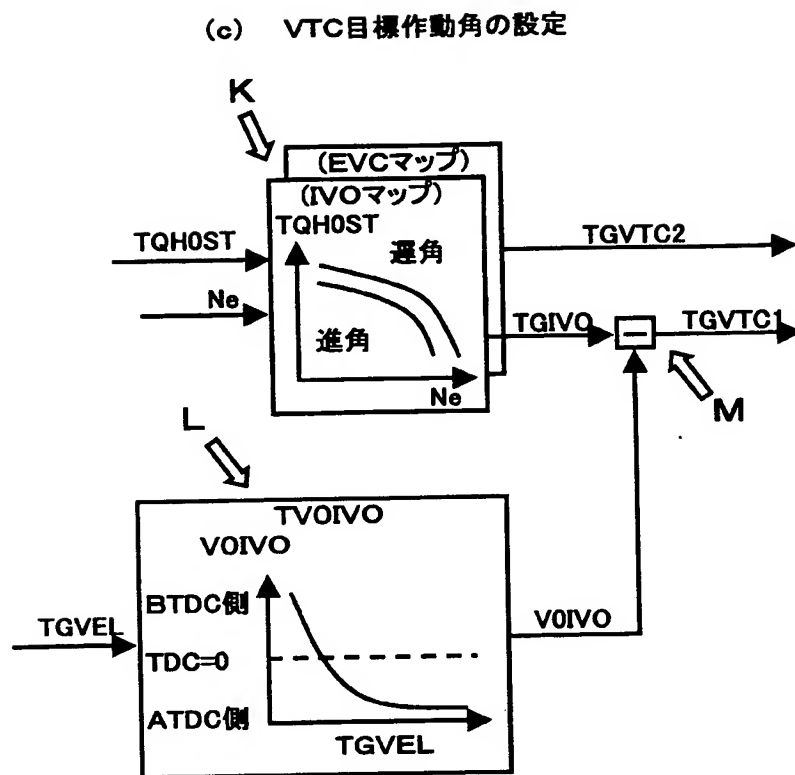 (c) VTC目標作動角の設定
K
(EVCマップ)
(IVOマップ)
TQH0ST
TQH0ST
遅角
TGVTC2
Ne
進角
TGIVO
−
TGVTC1
Ne
M
L
TV0IVO
V0IVO
BTDC側
TGVEL
V0IVO
TDC=0
ATDC側
TGVEL